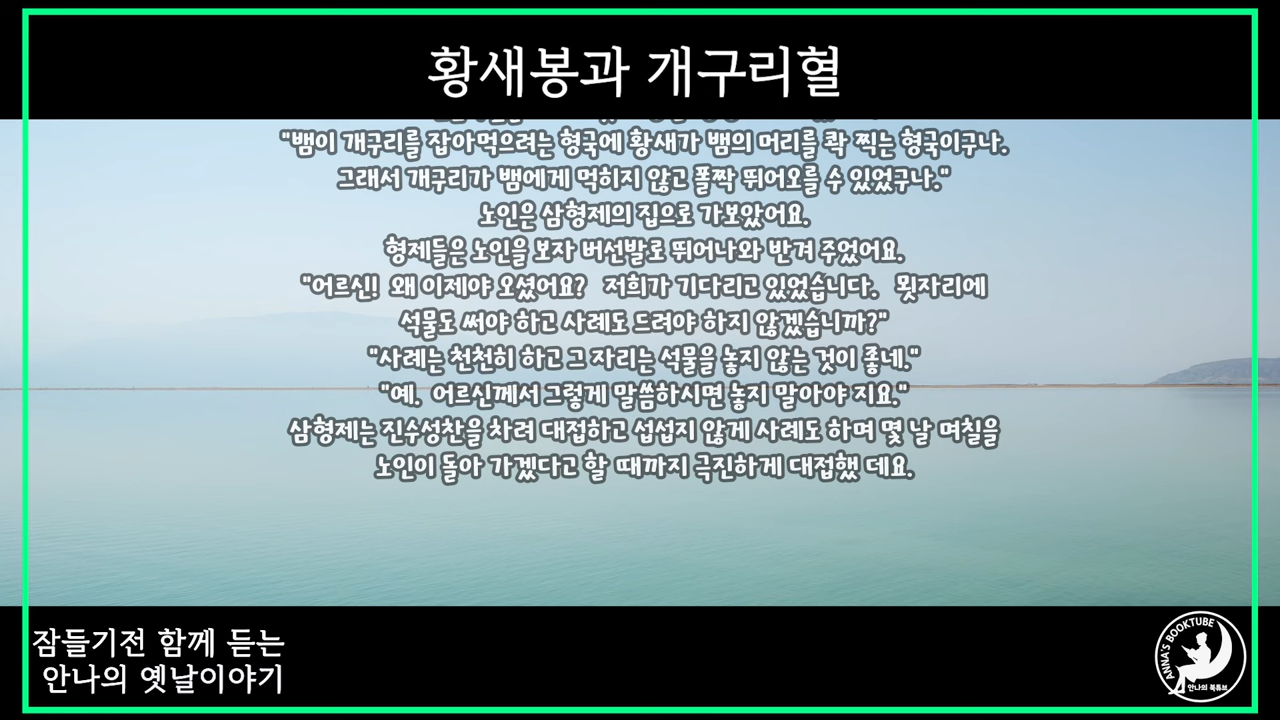 황새봉과 개구리혈
"뱀이 개구리를 잡아먹으려는 형국에 황새가 뱀의 머리를 콱 찍는 형국이구나.
그래서 개구리가 뱀에게 먹히지 않고 폴짝 뛰어오를 수 있었구나."
노인은 삼형제의 집으로 가보았어요.
형제들은 노인을 보자 버선발로 뛰어나와 반겨 주었어요.
"어르신!! 왜 이제야 오셨어요? 저희가 기다리고 있었습니다. 묏자리에
석물도 써야 하고 사례도 드려야 하지 않겠습니까?"
"사례는 천천히 하고 그 자리는 석물을 놓지 않는 것이 좋네."
"예. 어르신께서 그렇게 말씀하시면 놓지 말아야 지요."
삼형제는 진수성찬을 차려 대접하고 섭섭지 않게 사례도 하며 몇 날 며칠을
노인이 돌아 가겠다고 할 때까지 극진하게 대접했 데요.
잠들기전 함께 듣는
안나의 옛날이야기
ANNA'S BOOKTUBE
안나의 북튜브